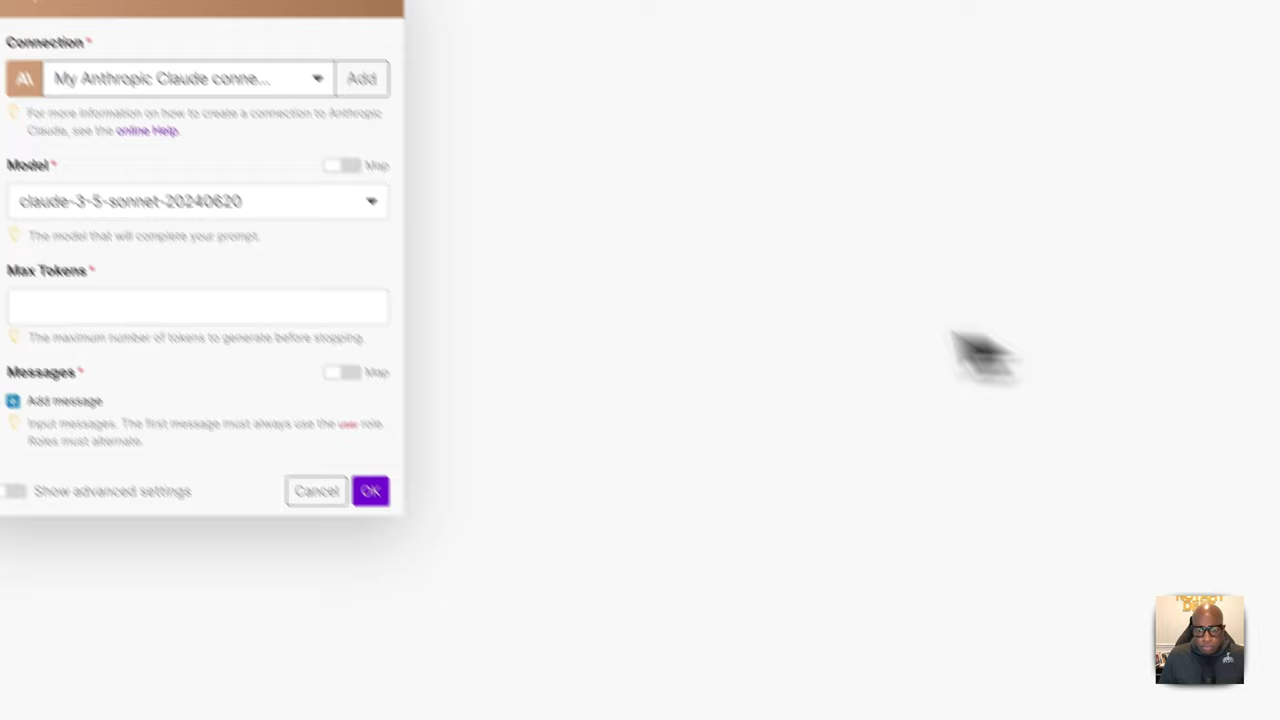 Connection *
My Anthropic Claude conne...
Add
For more information on how to create a connection to Anthropic
Claude, see the online Help.
Model *
Map
claude-3-5-sonnet-20240620
The model that will complete your prompt.
Max Tokens *
The maximum number of tokens to generate before stopping.
Messages *
Map
Add message
Input messages. The first message must always use the user role.
Roles must alternate.
Show advanced settings
Cancel
OK